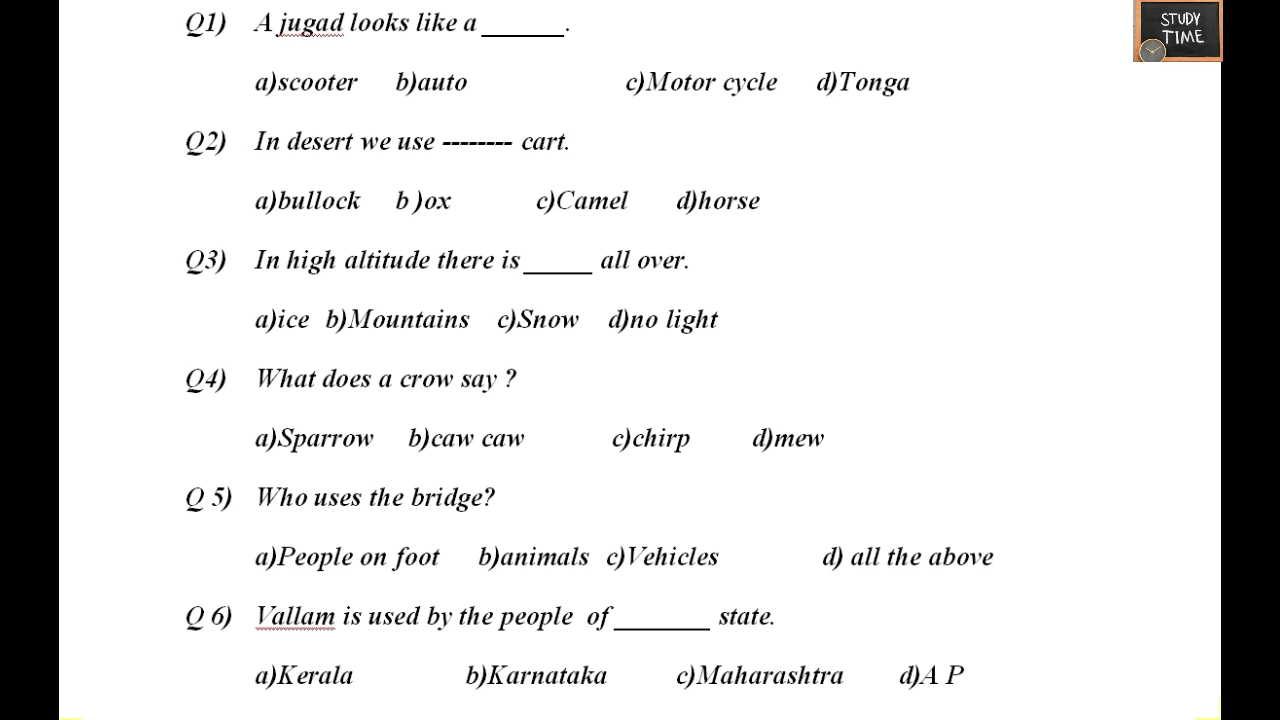 Q1) A jugad looks like a ______.
STUDY
TIME
a)scooter b)auto c)Motor cycle d)Tonga
Q2) In desert we use -------- cart.
a)bullock b )ox c)Camel d)horse
Q3) In high altitude there is _____ all over.
a)ice b)Mountains c)Snow d)no light
Q4) What does a crow say ?
a)Sparrow b)caw caw c)chirp d)mew
Q 5) Who uses the bridge?
a)People on foot b)animals c)Vehicles d) all the above
Q 6) Vallam is used by the people of _______ state.
a)Kerala b)Karnataka c)Maharashtra d)A P